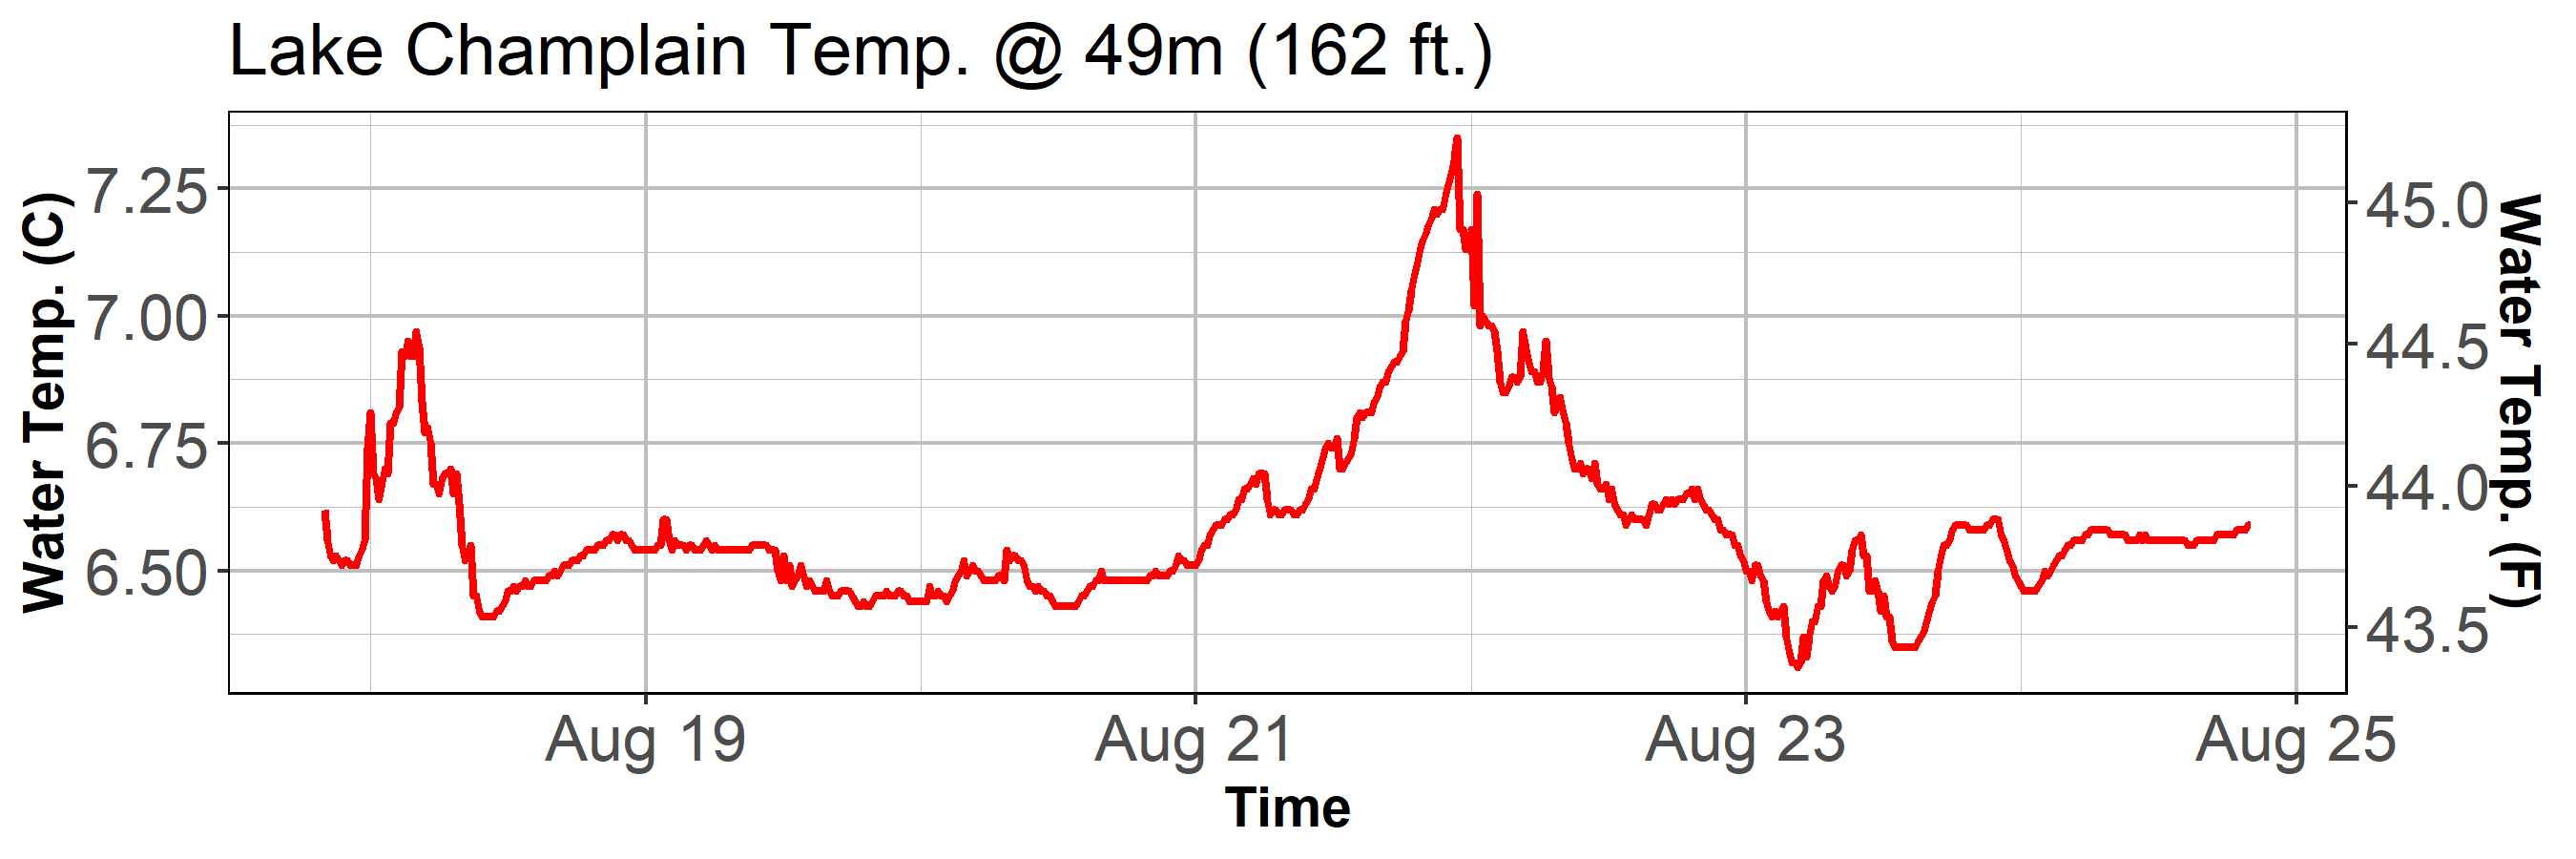 Lake Champlain Temp. @ 49m (162 ft.)
Water Temp. (C)
7.25
7.00
6.75
6.50
45.0
44.5
44.0
43.5
Water Temp. (F)
Aug 19
Aug 21
Aug 23
Aug 25
Time